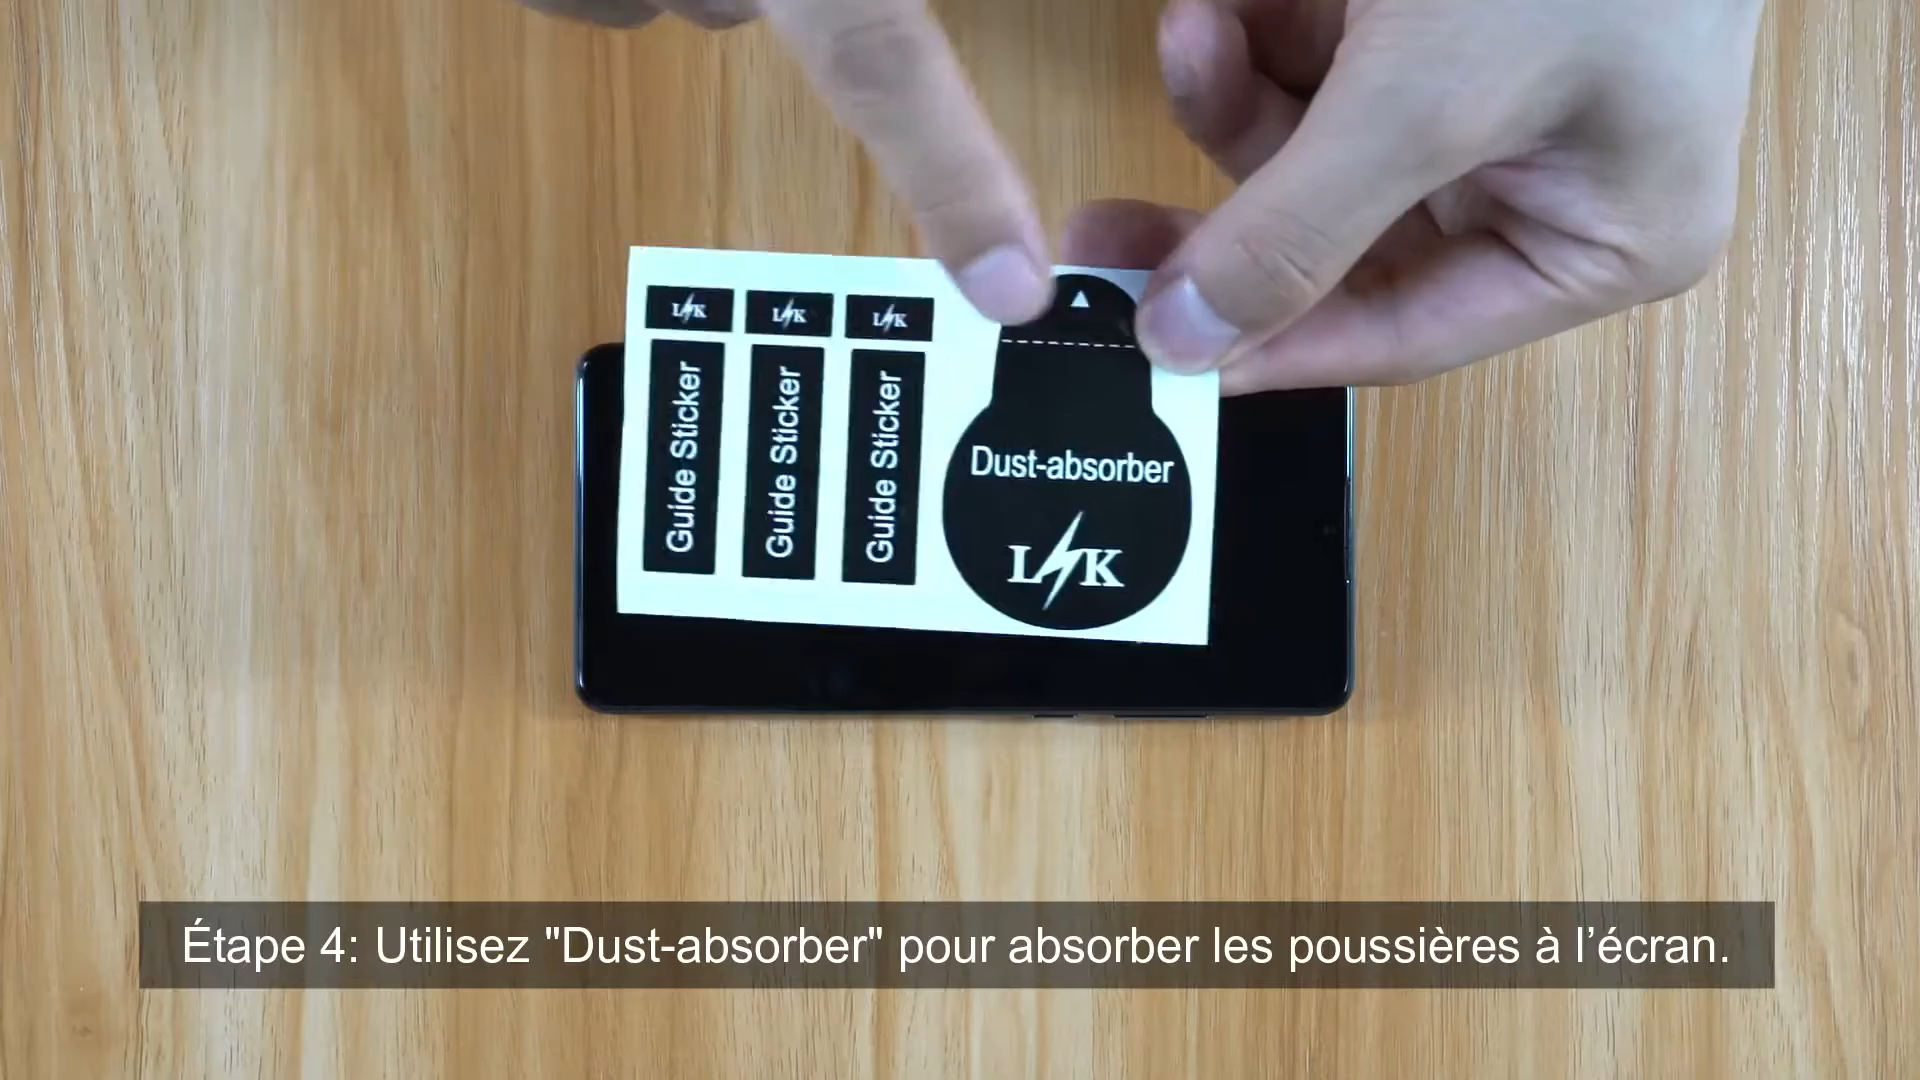 L K
L K
L K
Guide Sticker
Guide Sticker
Guide Sticker
Dust-absorber
L K
Étape 4: Utilisez "Dust-absorber" pour absorber les poussières à l’écran.